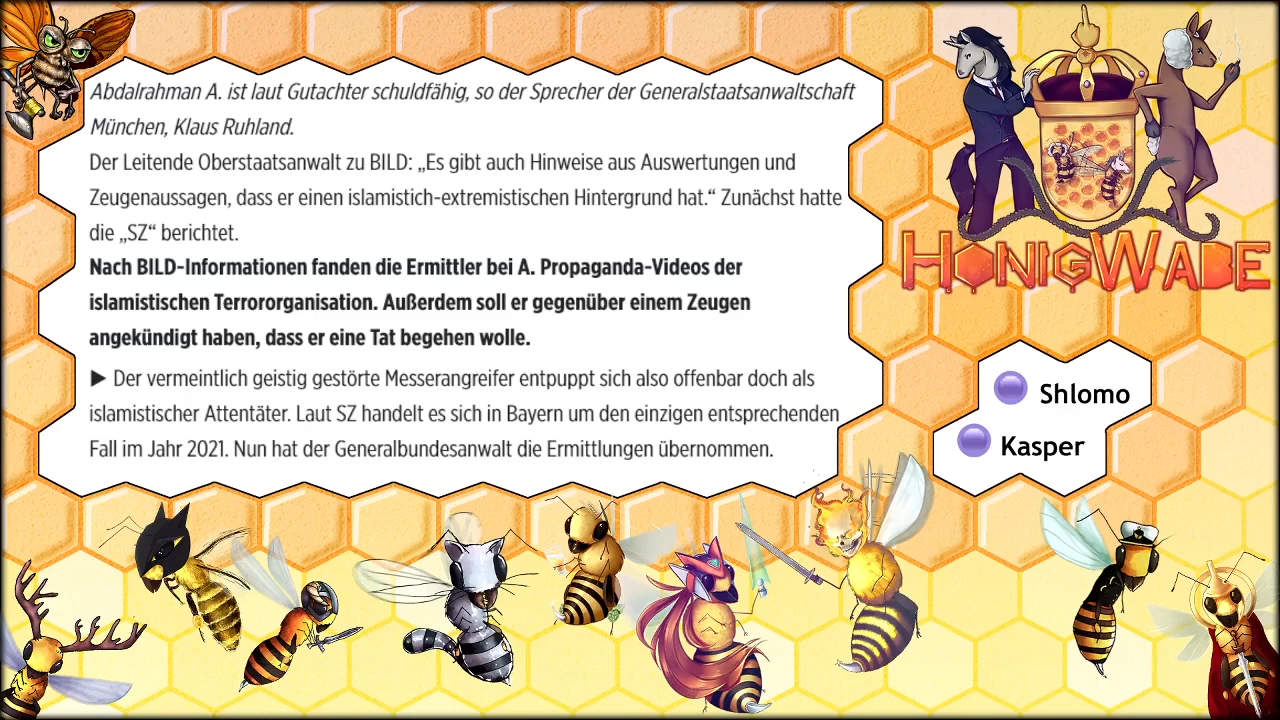 Abdalrahman A. ist laut Gutachter schuldfähig, so der Sprecher der Generalstaatsanwaltschaft
München, Klaus Ruhland.
Der Leitende Oberstaatsanwalt zu BILD: „Es gibt auch Hinweise aus Auswertungen und
Zeugenaussagen, dass er einen islamistich-extremistischen Hintergrund hat.“ Zunächst hatte
die „SZ“ berichtet.
Nach BILD-Informationen fanden die Ermittler bei A. Propaganda-Videos der
islamistischen Terrororganisation. Außerdem soll er gegenüber einem Zeugen
angekündigt haben, dass er eine Tat begehen wolle.
► Der vermeintlich geistig gestörte Messerangreifer entpuppt sich also offenbar doch als
islamistischer Attentäter. Laut SZ handelt es sich in Bayern um den einzigen entsprechenden
Fall im Jahr 2021. Nun hat der Generalbundesanwalt die Ermittlungen übernommen.
HONIGWABE
Shlomo
Kasper